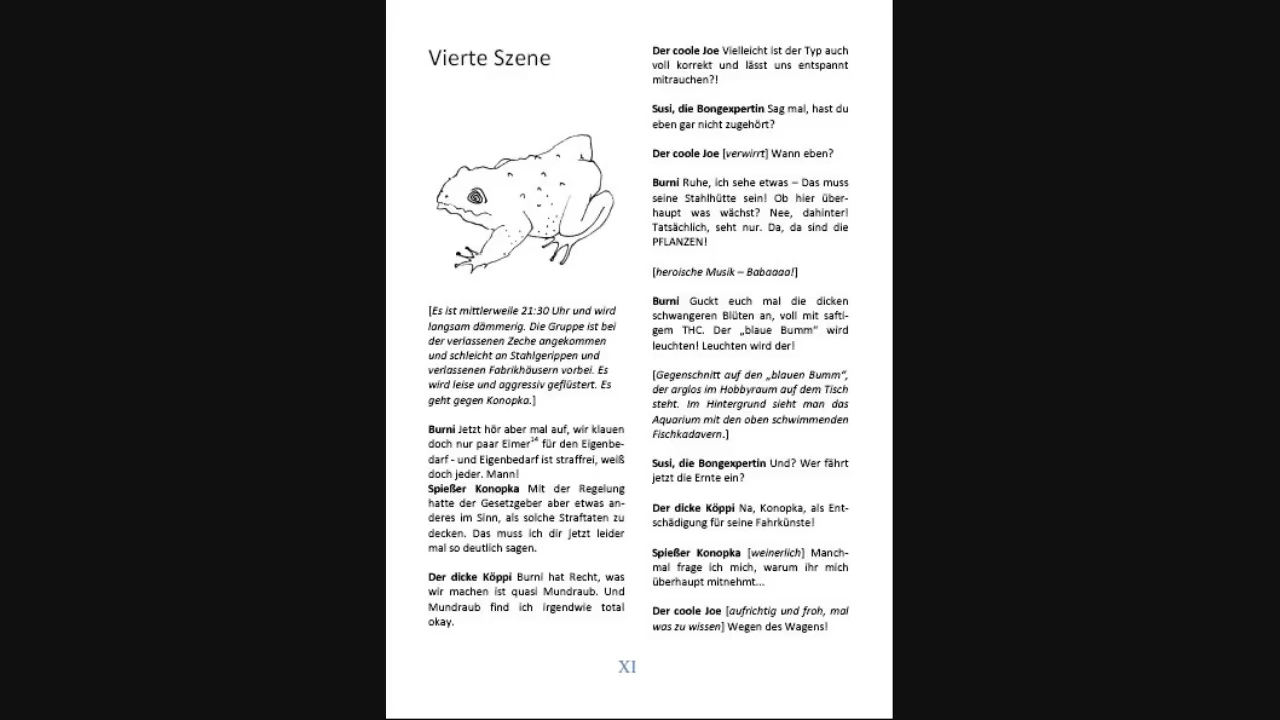 Vierte Szene
[Es ist mittlerweile 21:30 Uhr und wird
langsam dämmerig. Die Gruppe ist bei
der verlassenen Zeche angekommen
und schleicht an Stahlgerippen und
verlassenen Fabrikhäusern vorbei. Es
wird leise und aggressiv geflüstert. Es
geht gegen Konopka.]
Burni Jetzt hör aber mal auf, wir klauen
doch nur paar Eimer14 für den Eigenbe-
darf - und Eigenbedarf ist straffrei, weiß
doch jeder. Mann!
Spießer Konopka Mit der Regelung
hatte der Gesetzgeber aber etwas an-
deres im Sinn, als solche Straftaten zu
decken. Das muss ich dir jetzt leider
mal so deutlich sagen.
Der dicke Köppi Burni hat Recht, was
wir machen ist quasi Mundraub. Und
Mundraub find ich irgendwie total
okay.
Der coole Joe Vielleicht ist der Typ auch
voll korrekt und lässt uns entspannt
mitrauchen?!
Susi, die Bongexpertin Sag mal, hast du
eben gar nicht zugehört?
Der coole Joe [verwirrt] Wann eben?
Burni Ruhe, ich sehe etwas – Das muss
seine Stahlhütte sein! Ob hier über-
haupt was wächst? Nee, dahinter!
Tatsächlich, seht nur. Da, da sind die
PFLANZEN!
[heroische Musik – Babaaaa!]
Burni Guckt euch mal die dicken
schwangeren Blüten an, voll mit safti-
gem THC. Der „blaue Bumm“ wird
leuchten! Leuchten wird der!
[Gegenschnitt auf den „blauen Bumm“,
der arglos im Hobbyraum auf dem Tisch
steht. Im Hintergrund sieht man das
Aquarium mit den oben schwimmenden
Fischkadavern.]
Susi, die Bongexpertin Und? Wer fährt
jetzt die Ernte ein?
Der dicke Köppi Na, Konopka, als Ent-
schädigung für seine Fahrkünste!
Spießer Konopka [weinerlich] Manch-
mal frage ich mich, warum ihr mich
überhaupt mitnehmt...
Der coole Joe [aufrichtig und froh, mal
was zu wissen] Wegen des Wagens!
XI